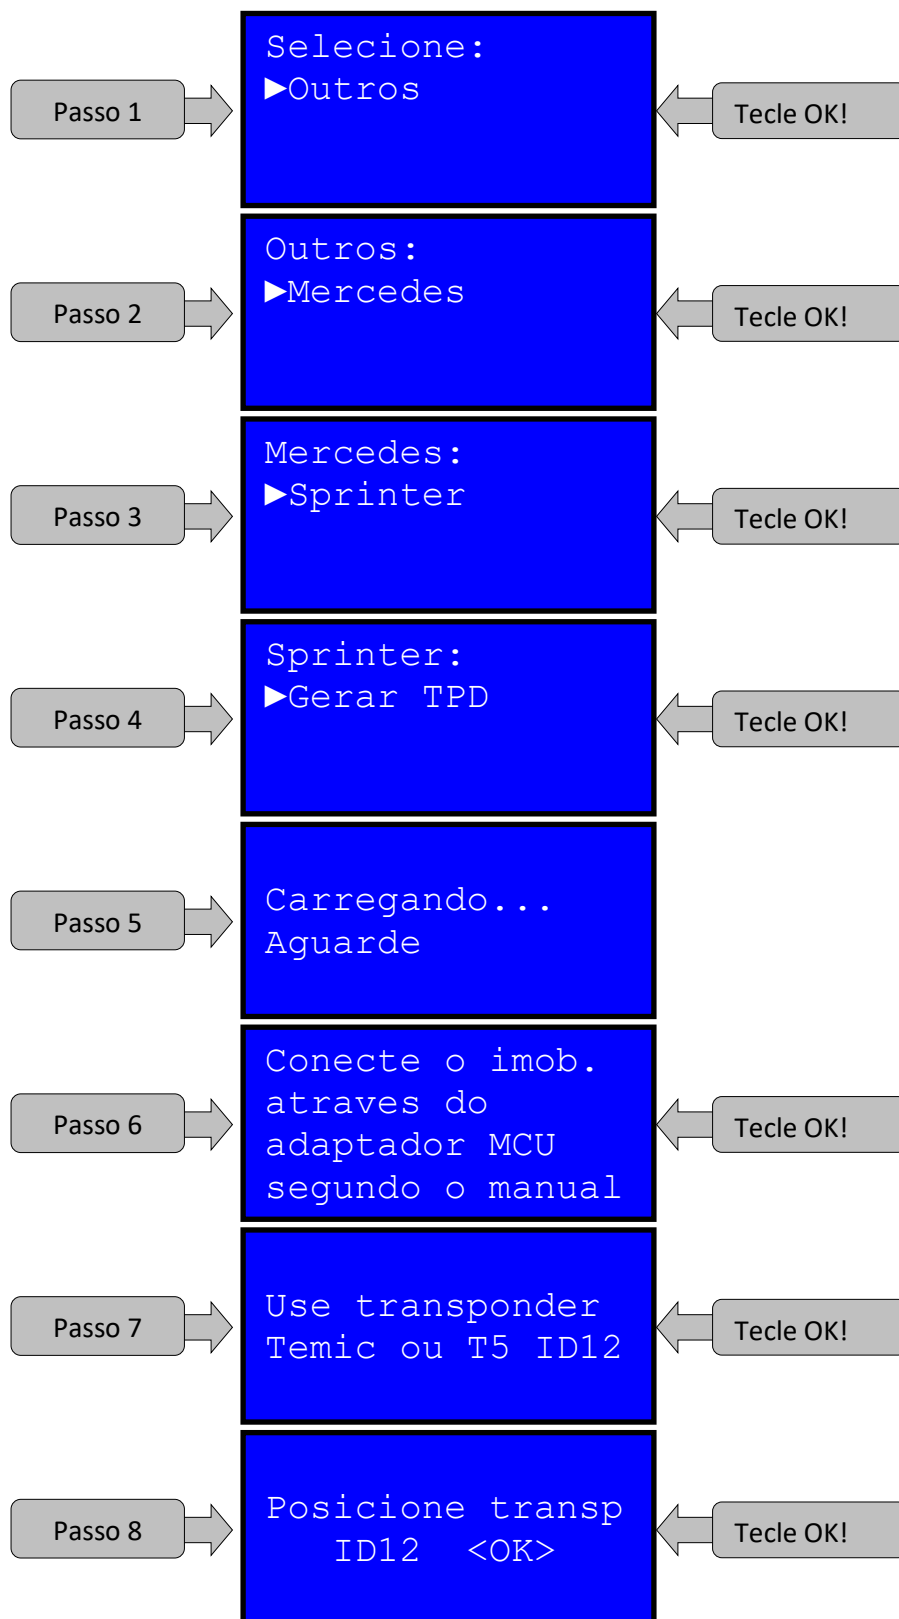 Selecione:
Passo 1
►Outros
Tecle OK!
Outros:
Passo 2
►Mercedes
Tecle OK!
Mercedes:
Passo 3
►Sprinter
Tecle OK!
Sprinter:
Passo 4
►Gerar TPD
Tecle OK!
Passo 5
Carregando...
Aguarde
Passo 6
Conecte o imob.
atraves do
adaptador MCU
segundo o manual
Tecle OK!
Passo 7
Use transponder
Temic ou T5 ID12
Tecle OK!
Passo 8
Posicione transp
ID12 <OK>
Tecle OK!